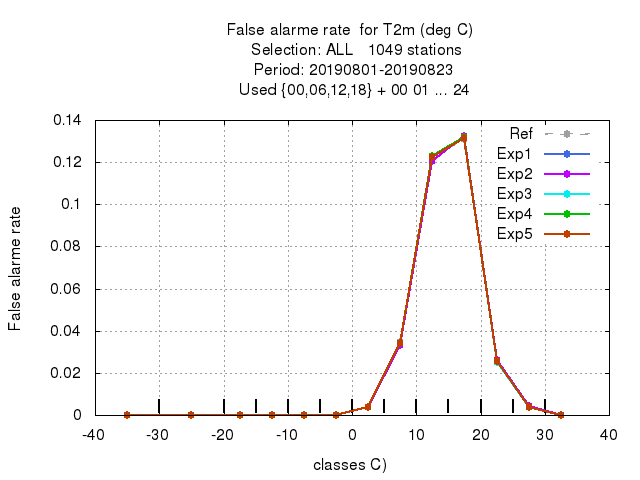 False alarme rate  for T2m (deg C)
Selection: ALL   1049 stations
Period: 20190801-20190823
Used {00,06,12,18} + 00 01 ... 24
False alarme rate
0.14
0.12
0.1
0.08
0.06
0.04
0.02
0
Ref
Exp1
Exp2
Exp3
Exp4
Exp5
-40 -30 -20 -10 0 10 20 30 40
classes C)